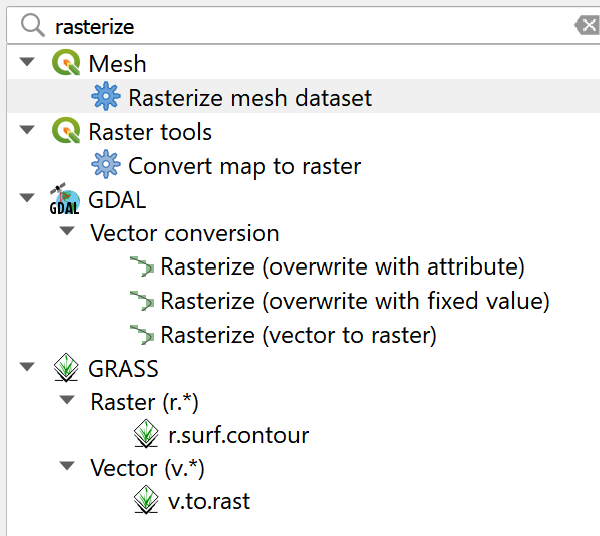 rasterize
Mesh
Rasterize mesh dataset
Raster tools
Convert map to raster
GDAL GDAL
Vector conversion
Rasterize (overwrite with attribute)
Rasterize (overwrite with fixed value)
Rasterize (vector to raster)
GRASS
Raster (r.*)
r.surf.contour
Vector (v.*)
v.to.rast